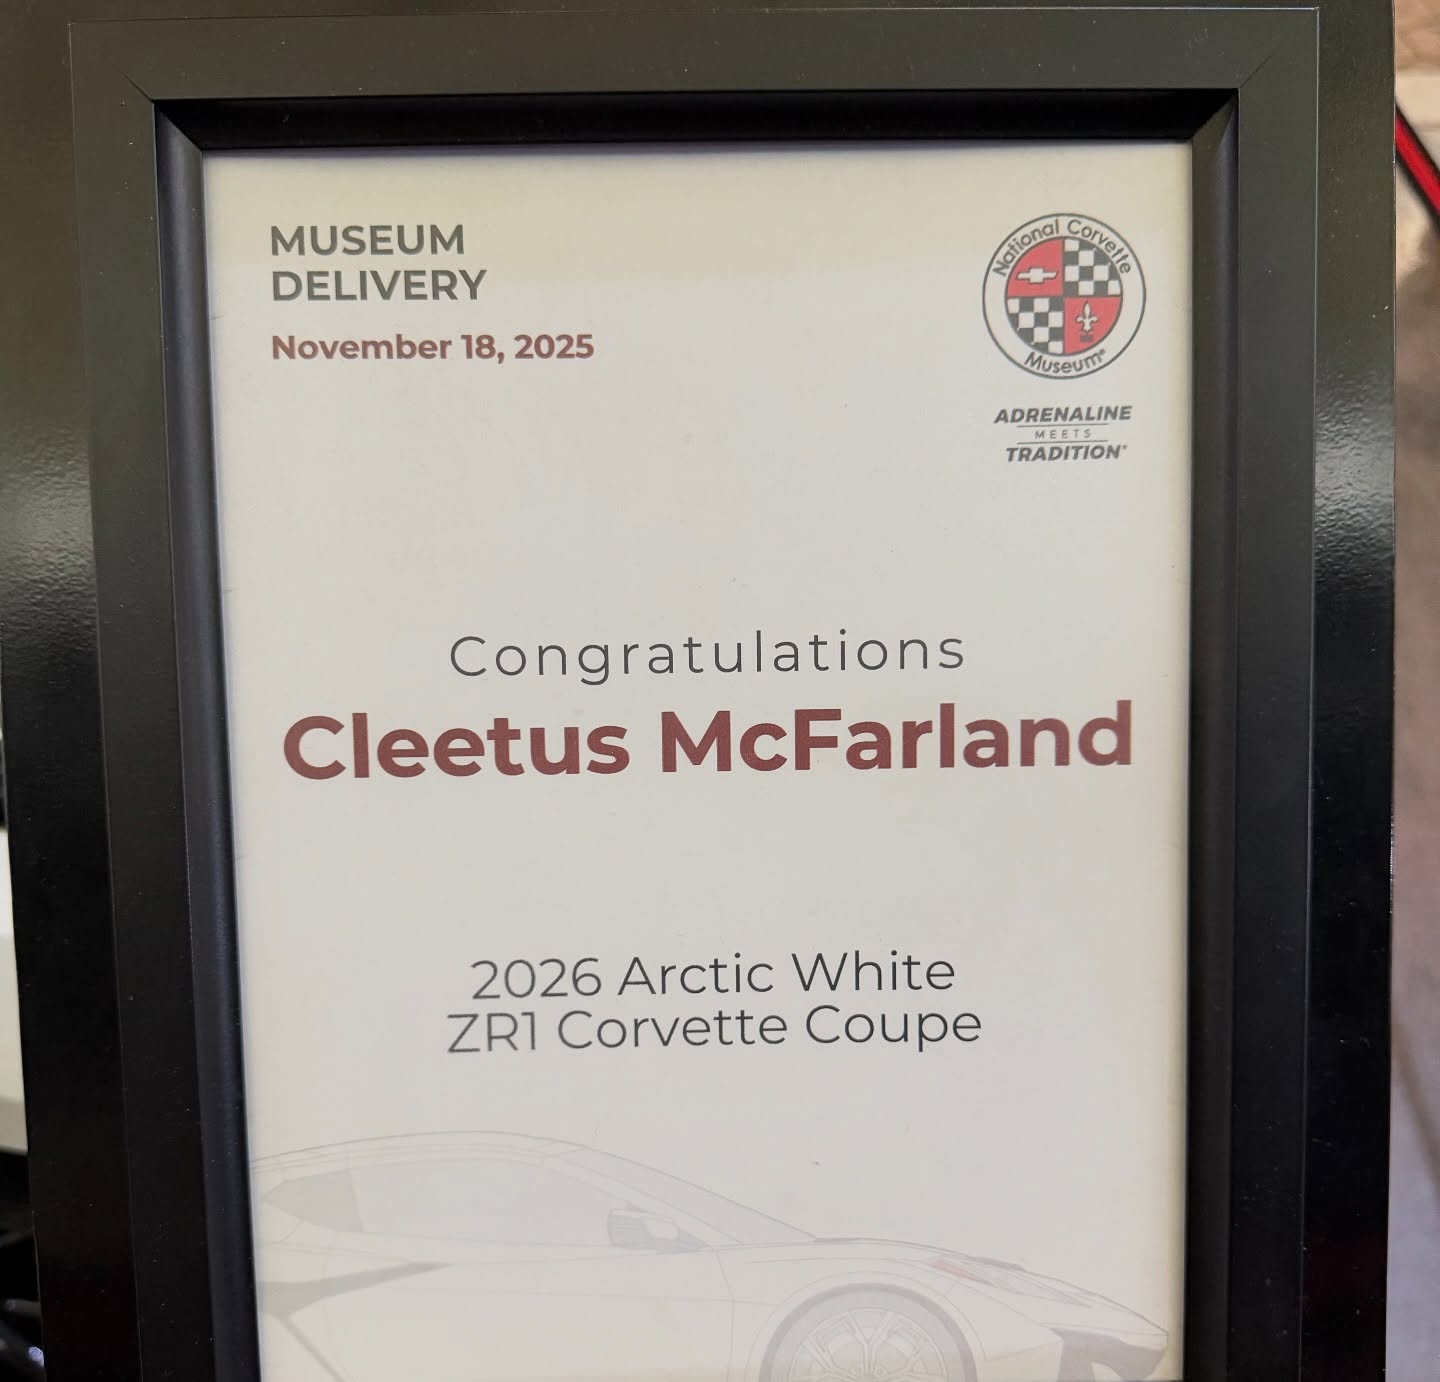 MUSEUM
DELIVERY
November 18, 2025
National Corvette
Museum®
ADRENALINE
MEETS
TRADITION®
Congratulations
Cleetus McFarland
2026 Arctic White
ZR1 Corvette Coupe